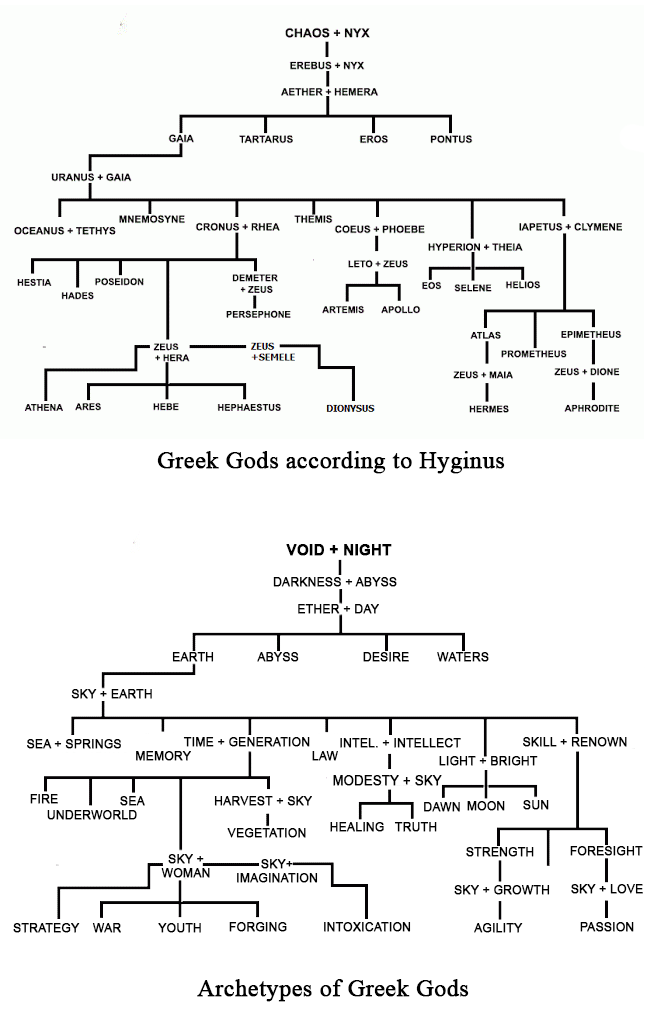 CHAOS + NYX
EREBUS + NYX
AETHER + HEMERA
GAIA TARTARUS EROS PONTUS
URANUS + GAIA
OCEANUS + TETHYS MNEMOSYNE CRONUS + RHEA THEMIS COEUS + PHOEBE HYPERION + THEIA IAPETUS + CLYMENE
LETO + ZEUS
HESTIA HADES POSEIDON DEMETER
+ ZEUS
PERSEPHONE
EOS SELENE HELIOS
ARTEMIS APOLLO
ATLAS PROMETHEUS EPIMETHEUS
ZEUS
+ HERA
ZEUS
+SEMELE
ZEUS + MAIA ZEUS + DIONE
ATHENA ARES HEBE HEPHAESTUS DIONYSUS HERMES APHRODITE
Greek Gods according to Hyginus
VOID + NIGHT
DARKNESS + ABYSS
ETHER + DAY
EARTH ABYSS DESIRE WATERS
SKY + EARTH
SEA + SPRINGS MEMORY TIME + GENERATION LAW INTEL. + INTELLECT LIGHT + BRIGHT SKILL + RENOWN
MODESTY + SKY
FIRE UNDERWORLD SEA HARVEST + SKY
VEGETATION
DAWN MOON SUN
HEALING TRUTH
STRENGTH FORESIGHT
SKY +
WOMAN
SKY+
IMAGINATION
SKY + GROWTH SKY + LOVE
STRATEGY WAR YOUTH FORGING INTOXICATION AGILITY PASSION
Archetypes of Greek Gods